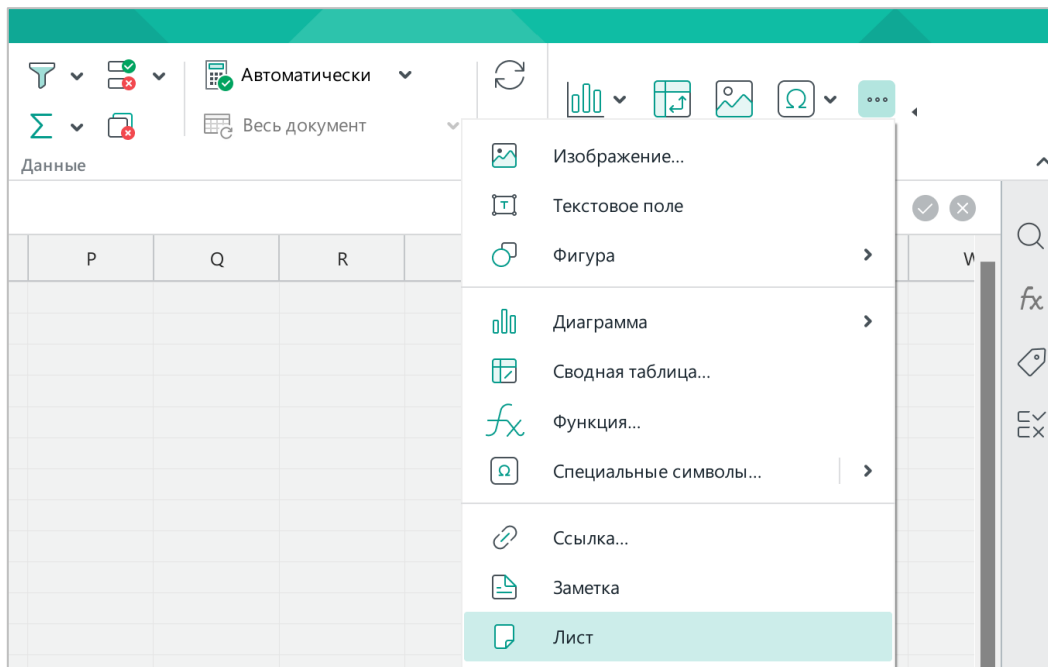 Автоматически
Весь документ
Данные
Изображение...
Текстовое поле
Фигура
P Q R W
Диаграмма
Сводная таблица...
Функция...
Специальные символы...
Ссылка...
Заметка
Лист